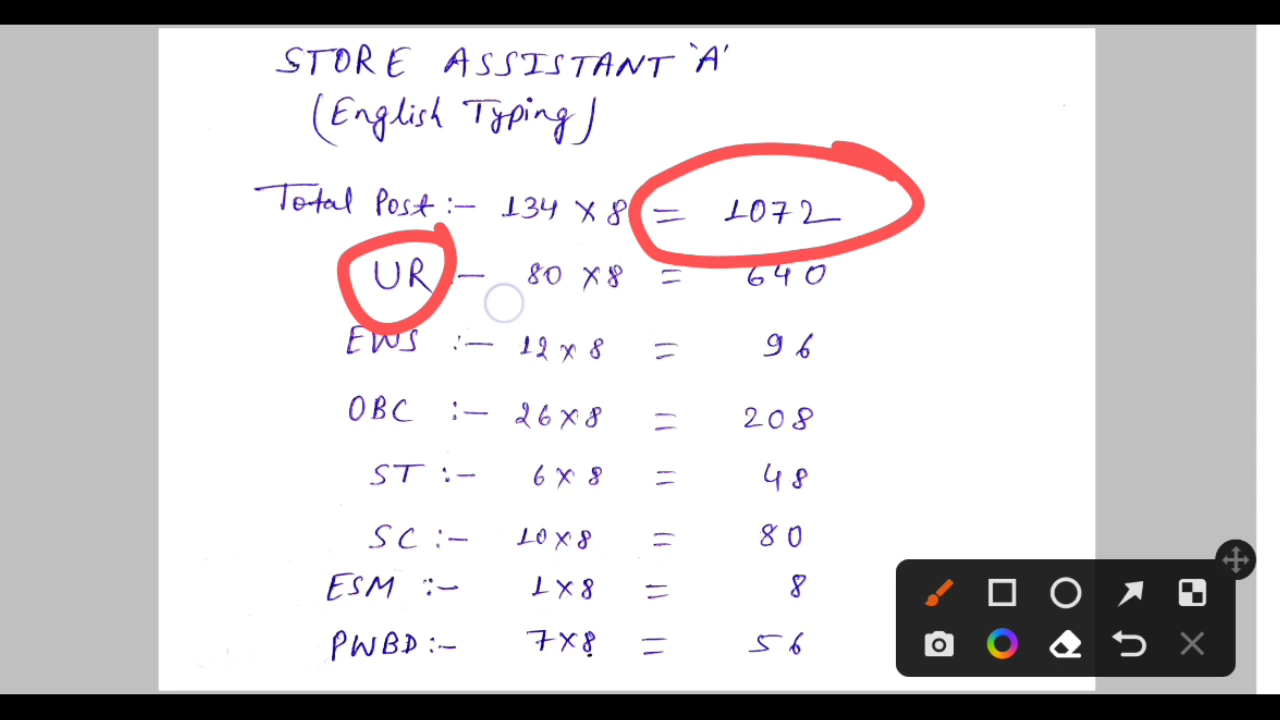 STORE ASSISTANT 'A'
(English Typing)
Total Post :- 134 × 8 = 1072
UR :- 80 × 8 = 640
EWS :- 12 × 8 = 96
OBC :- 26 × 8 = 208
ST :- 6 × 8 = 48
SC :- 10 × 8 = 80
ESM :- 1 × 8 = 8
PWBD :- 7 × 8 = 56